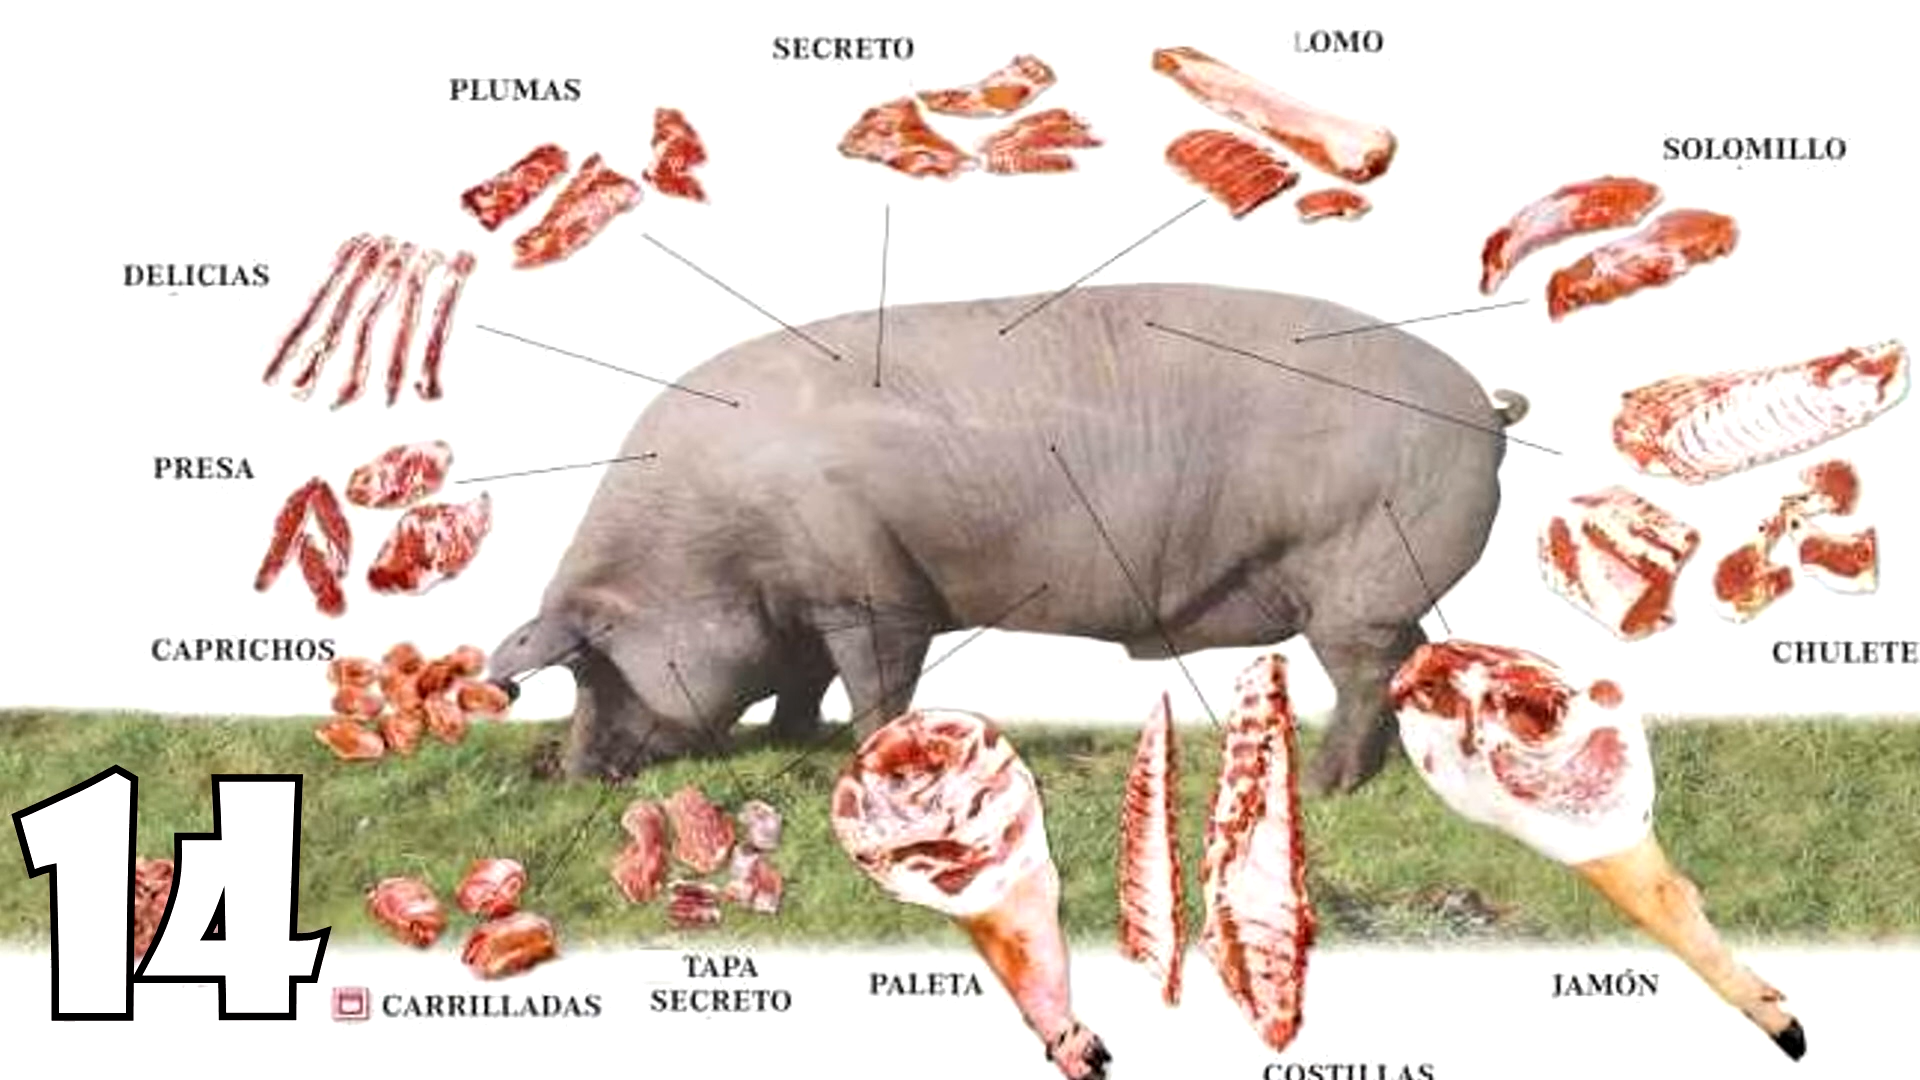 SECRETO
LOMO
PLUMAS
SOLOMILLO
DELICIAS
PRESA
CAPRICHOS
CHULETE
14
TAPA
SECRETO
PALETA
JAMÓN
CARRILLADAS
COSTILLAS